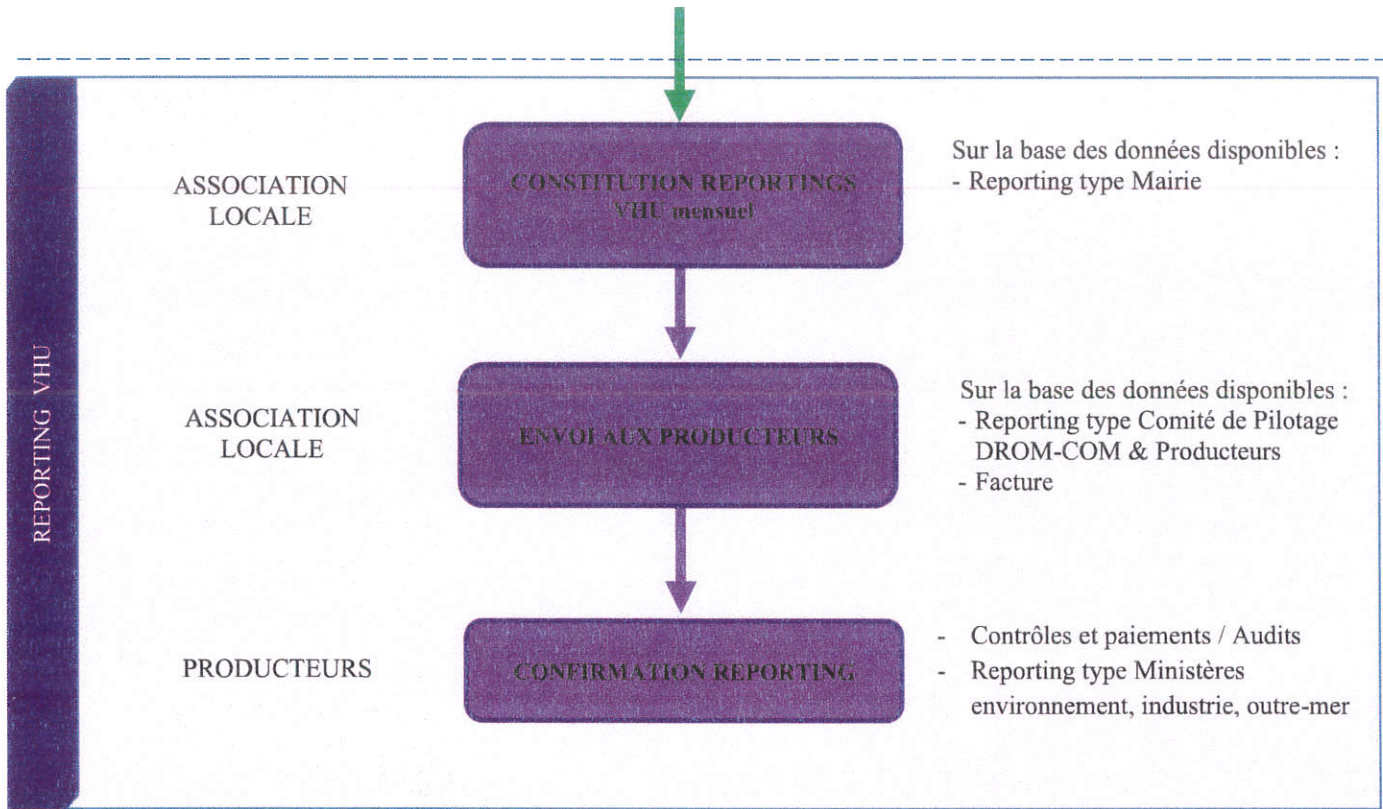 REPORTING VHU
ASSOCIATION
LOCALE
CONSTITUTION REPORTINGS
VHU mensuel
Sur la base des données disponibles :
- Reporting type Mairie
ASSOCIATION
LOCALE
ENVOI AUX PRODUCTEURS
Sur la base des données disponibles :
- Reporting type Comité de Pilotage
DROM-COM & Producteurs
- Facture
PRODUCTEURS
CONFIRMATION REPORTING
- Contrôles et paiements / Audits
- Reporting type Ministères
environnement, industrie, outre-mer